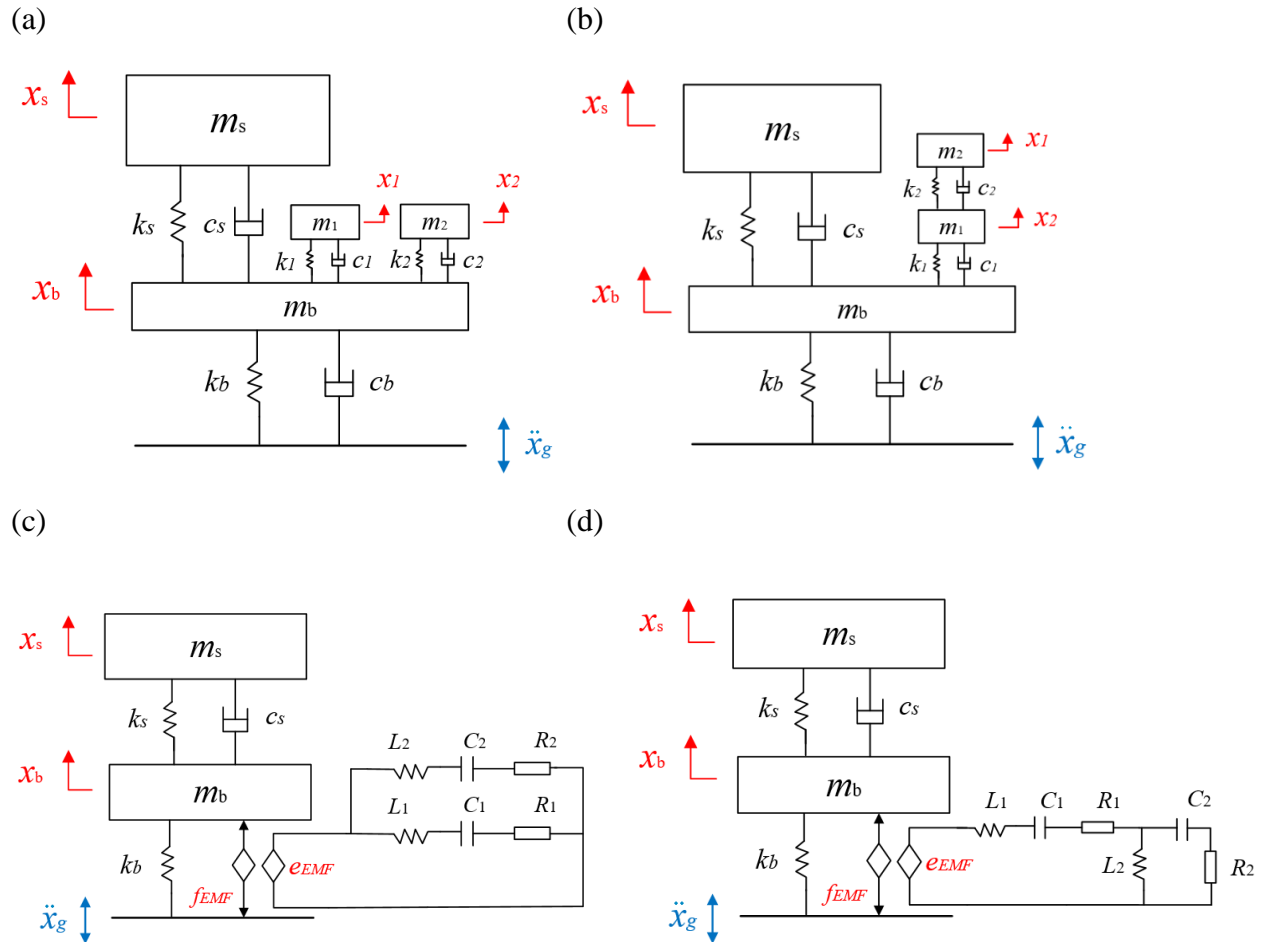 (a)
(b)
xs
ms
ks
cs
x1
x2
m1
m2
k1
c1
k2
c2
xb
mb
kb
cb
ẍg
xs
ms
ks
cs
m2
x1
k2
c2
m1
x2
k1
c1
xb
mb
kb
cb
ẍg
(c)
(d)
xs
ms
ks
cs
xb
mb
L2
C2
R2
L1
C1
R1
kb
eEMF
fEMF
ẍg
xs
ms
ks
cs
xb
mb
L1
C1
R1
C2
L2
R2
kb
eEMF
fEMF
ẍg